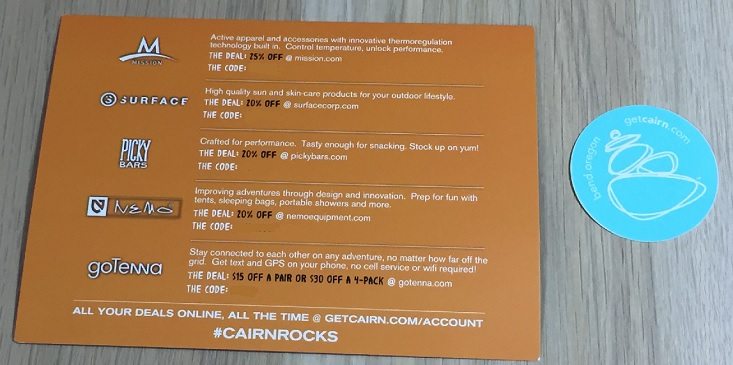 M
MISSION
Active apparel and accessories with innovative thermoregulation
technology built in. Control temperature, unlock performance.
THE DEAL: 25% OFF @ mission.com
THE CODE:
S SURFACE
High quality sun and skin-care products for your outdoor lifestyle.
THE DEAL: 20% OFF @ surfacecorp.com
THE CODE:
PICKY
BARS
Crafted for performance. Tasty enough for snacking. Stock up on yum!
THE DEAL: 20% OFF @ pickybars.com
THE CODE:
NEMO
Improving adventures through design and innovation. Prep for fun with
tents, sleeping bags, portable showers and more.
THE DEAL: 20% OFF @ nemoequipment.com
THE CODE:
goTenna
Stay connected to each other on any adventure, no matter how far off the
grid. Get text and GPS on your phone, no cell service or wifi required!
THE DEAL: $15 OFF A PAIR OR $30 OFF A 4-PACK @ gotenna.com
THE CODE:
ALL YOUR DEALS ONLINE, ALL THE TIME @ GETCAIRN.COM/ACCOUNT
#CAIRNROCKS
bend oregon
getcairn.com